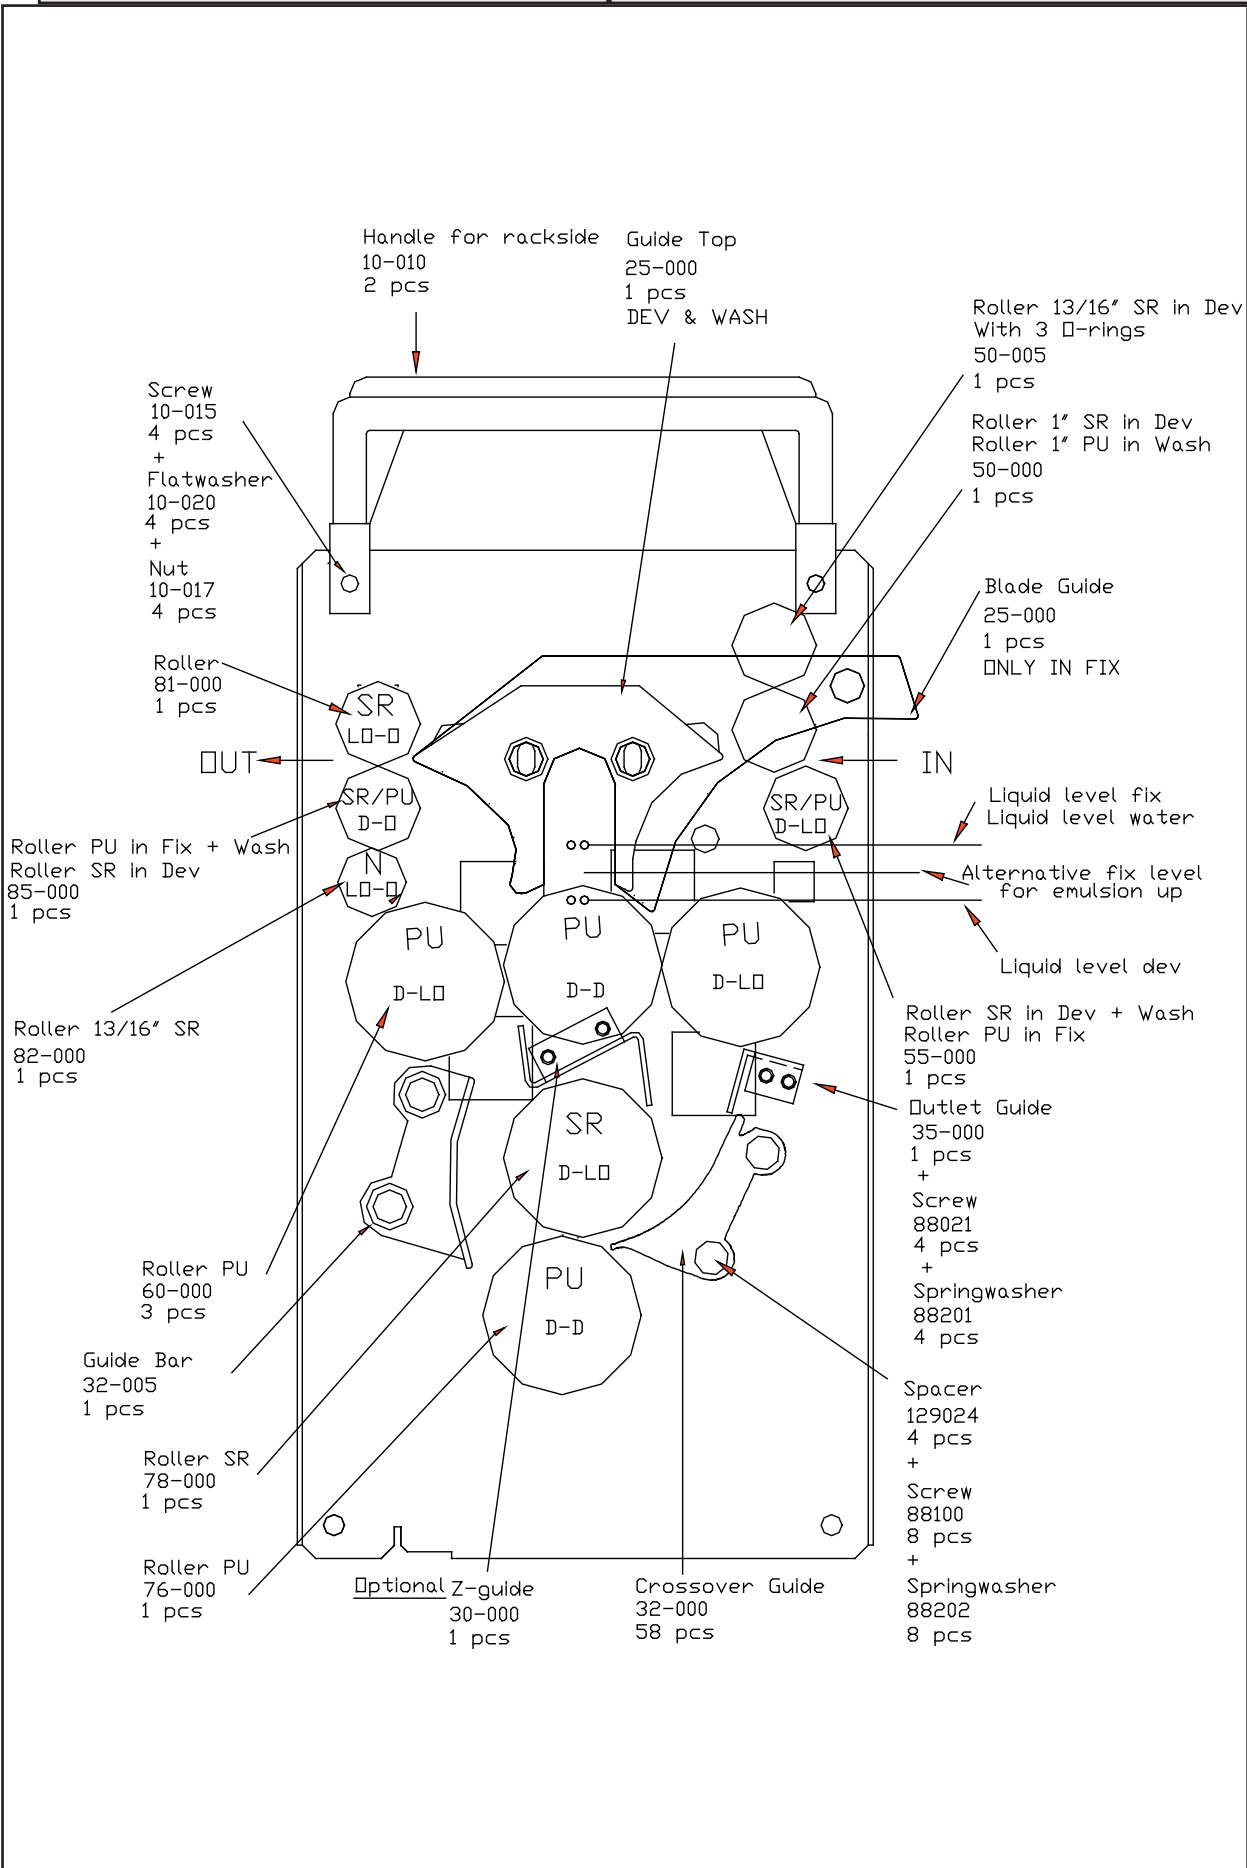 Handle for rackside
10-010
2 pcs
Guide Top
25-000
1 pcs
DEV & WASH
Roller 13/16" SR in Dev
With 3 O-rings
50-005
1 pcs
Roller 1" SR in Dev
Roller 1" PU in Wash
50-000
1 pcs
Screw
10-015
4 pcs
+
Flatwasher
10-020
4 pcs
+
Nut
10-017
4 pcs
Blade Guide
25-000
1 pcs
ONLY IN FIX
Roller
81-000
1 pcs
SR
LO-O
OUT
IN
SR/PU
D-O
SR/PU
D-LO
Liquid level fix
Liquid level water
Roller PU in Fix + Wash
Roller SR in Dev
85-000
1 pcs
N
LO-O
Alternative fix level
for emulsion up
PU
D-LO
PU
D-D
PU
D-LO
Liquid level dev
Roller 13/16" SR
82-000
1 pcs
Roller SR in Dev + Wash
Roller PU in Fix
55-000
1 pcs
Outlet Guide
35-000
1 pcs
+
Screw
88021
4 pcs
+
Springwasher
88201
4 pcs
SR
D-LO
Roller PU
60-000
3 pcs
PU
D-D
Guide Bar
32-005
1 pcs
Spacer
129024
4 pcs
+
Screw
88100
8 pcs
+
Springwasher
88202
8 pcs
Roller SR
78-000
1 pcs
Roller PU
76-000
1 pcs
Optional Z-guide
30-000
1 pcs
Crossover Guide
32-000
58 pcs